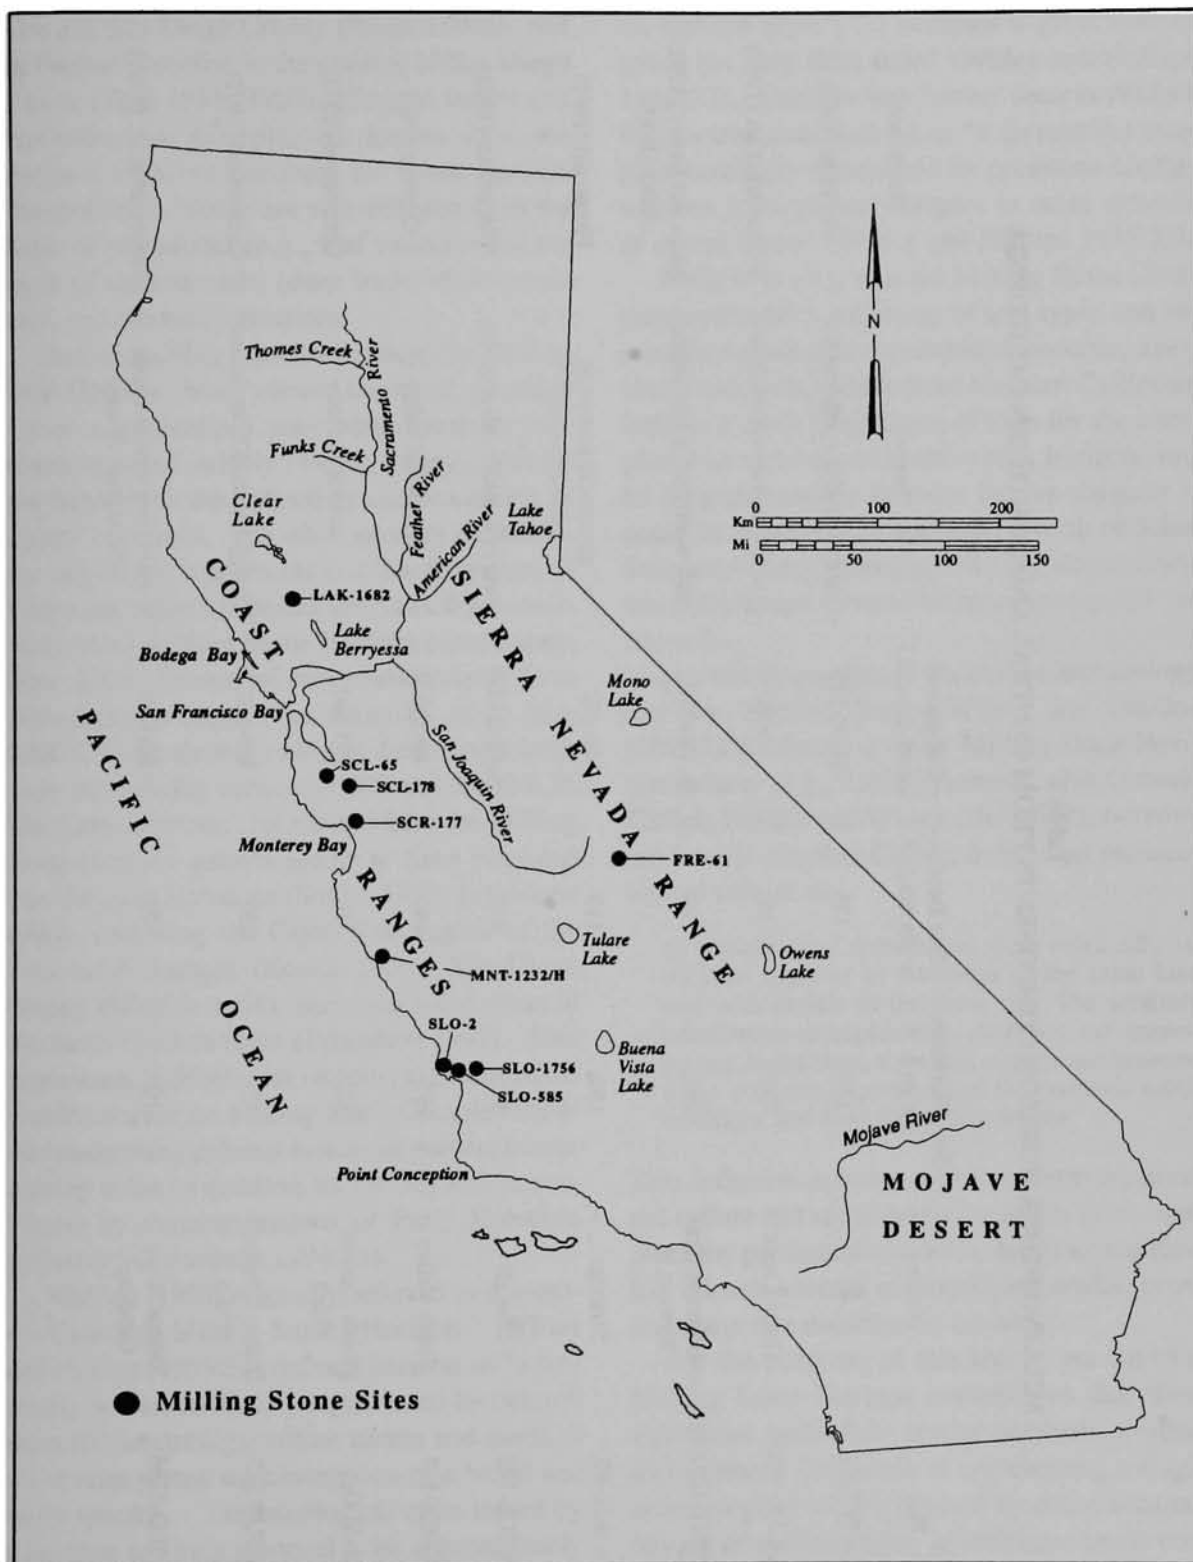 Thomes Creek
Sacramento River
Funks Creek
Feather River
American River
Lake
Tahoe
Clear
Lake
N
Km
0
100
200
Mi
0
50
100
150
COAST
RANGES
LAK-1682
Lake
Berryessa
SIERRA NEVADA RANGE
Bodega Bay
San Francisco Bay
Mono
Lake
PACIFIC
OCEAN
San Joaquin River
SCL-65
SCL-178
SCR-177
Monterey Bay
FRE-61
Tulare
Lake
Owens
Lake
MNT-1232/H
SLO-2
SLO-1756
SLO-585
Buena
Vista
Lake
Point Conception
Mojave River
MOJAVE
DESERT
Milling Stone Sites